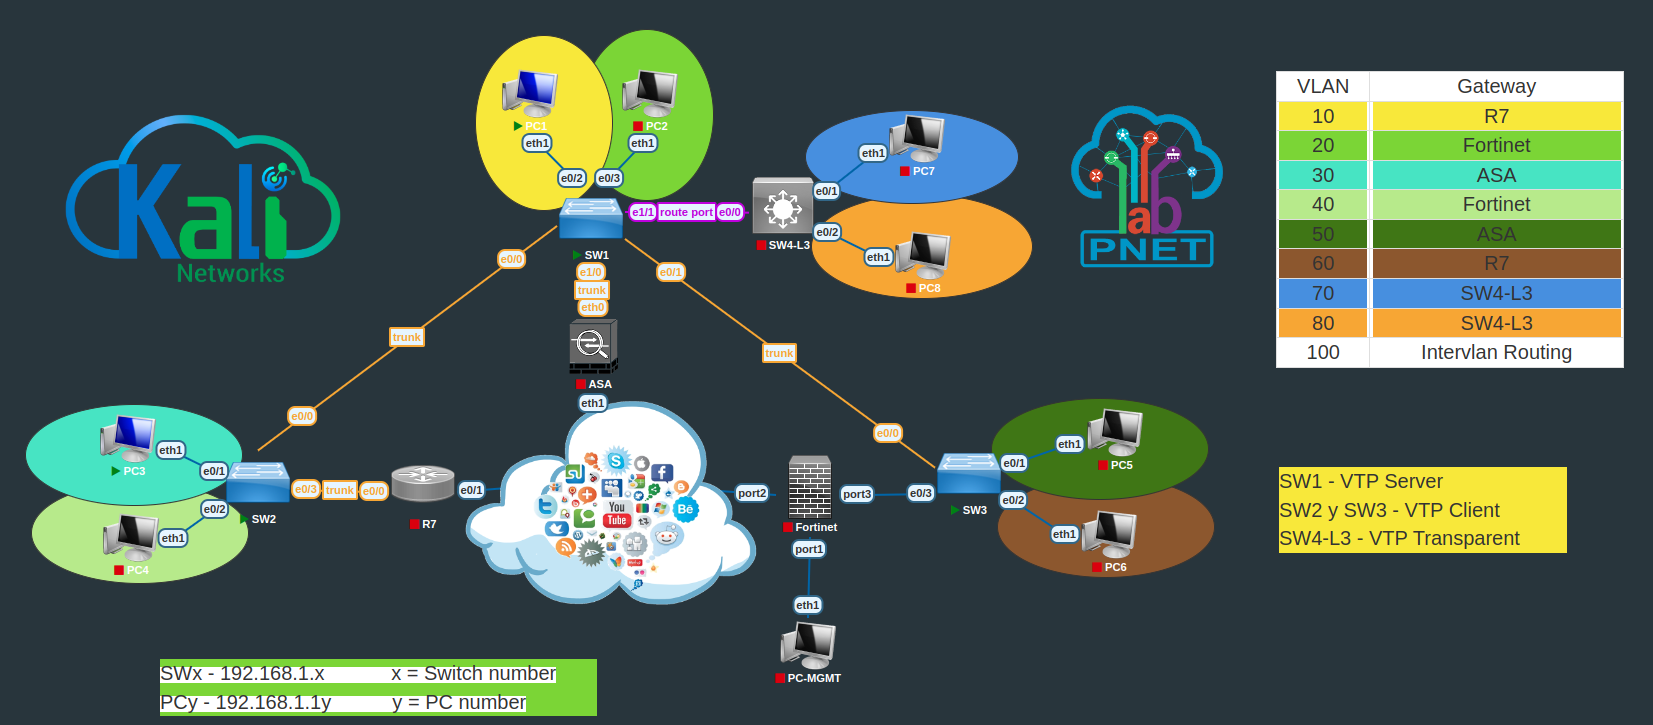 Kali
Networks
PC1
PC2
eth1
eth1
e0/2
e0/3
SW1
e1/1
route port
e0/0
SW4-L3
e0/1
eth1
PC7
e0/2
eth1
PC8
lab
PNET
e0/0
e1/0
trunk
eth0
e0/1
ASA
eth1
trunk
trunk
e0/0
e0/0
PC3
eth1
e0/1
PC4
eth1
e0/2
SW2
e0/3
trunk
e0/0
R7
e0/1
You
Tube
Bē
port2
Fortinet
port3
e0/3
port1
eth1
PC-MGMT
SW3
e0/1
eth1
PC5
e0/2
eth1
PC6
VLAN Gateway
10 R7
20 Fortinet
30 ASA
40 Fortinet
50 ASA
60 R7
70 SW4-L3
80 SW4-L3
100 Intervlan Routing
SW1 - VTP Server
SW2 y SW3 - VTP Client
SW4-L3 - VTP Transparent
SWx - 192.168.1.x x = Switch number
PCy - 192.168.1.1y y = PC number